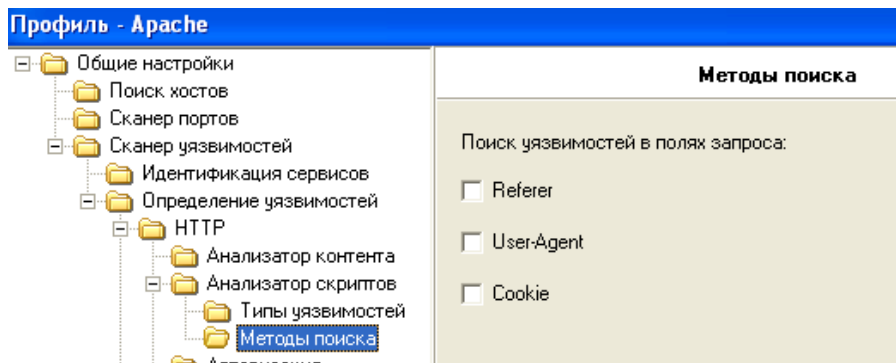 Профиль - Apache
Общие настройки
Поиск хостов
Сканер портов
Сканер уязвимостей
Идентификация сервисов
Определение уязвимостей
HTTP
Анализатор контента
Анализатор скриптов
Типы уязвимостей
Методы поиска
Методы поиска
Поиск уязвимостей в полях запроса:
Referer
User-Agent
Cookie